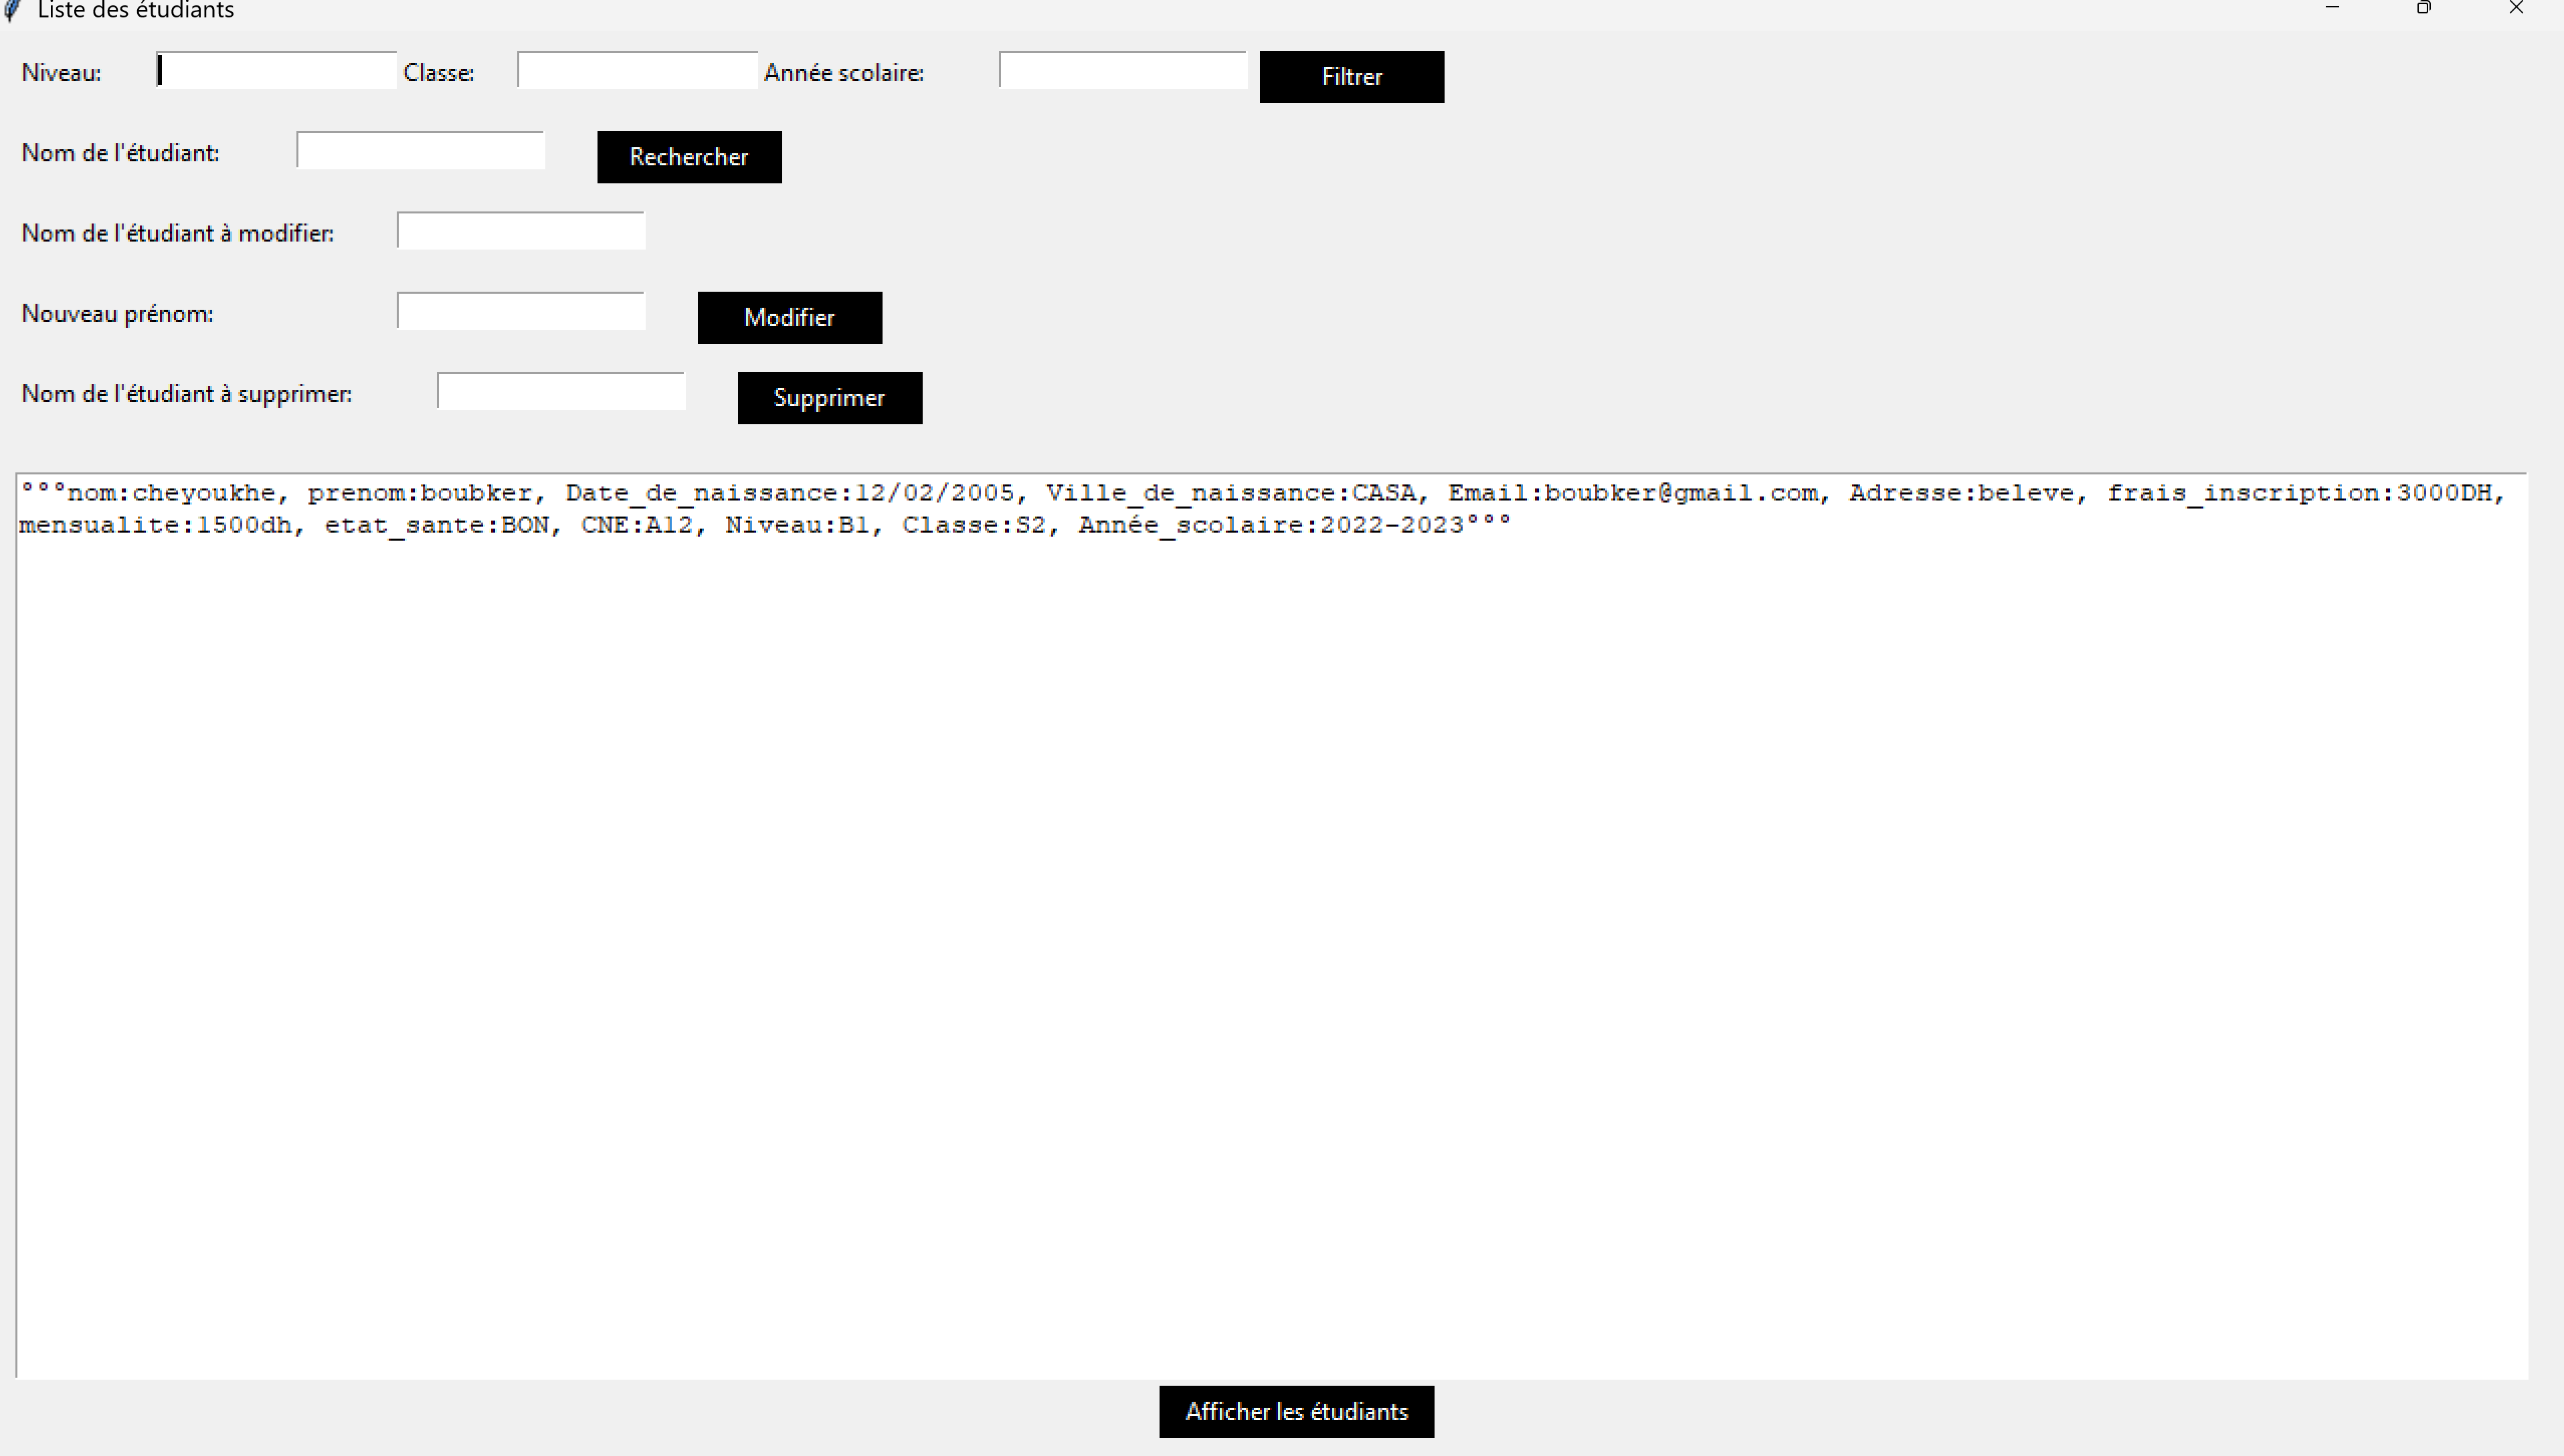 Liste des étudiants
Niveau: Classe: Année scolaire: Filtrer
Nom de l'étudiant: Rechercher
Nom de l'étudiant à modifier:
Nouveau prénom: Modifier
Nom de l'étudiant à supprimer: Supprimer
°°°nom:cheyoukhe, prenom:boubker, Date_de_naissance:12/02/2005, Ville_de_naissance:CASA, Email:boubker@gmail.com, Adresse:beleve, frais_inscription:3000DH,
mensualite:1500dh, etat_sante:BON, CNE:A12, Niveau:B1, Classe:S2, Année_scolaire:2022-2023°°°
Afficher les étudiants